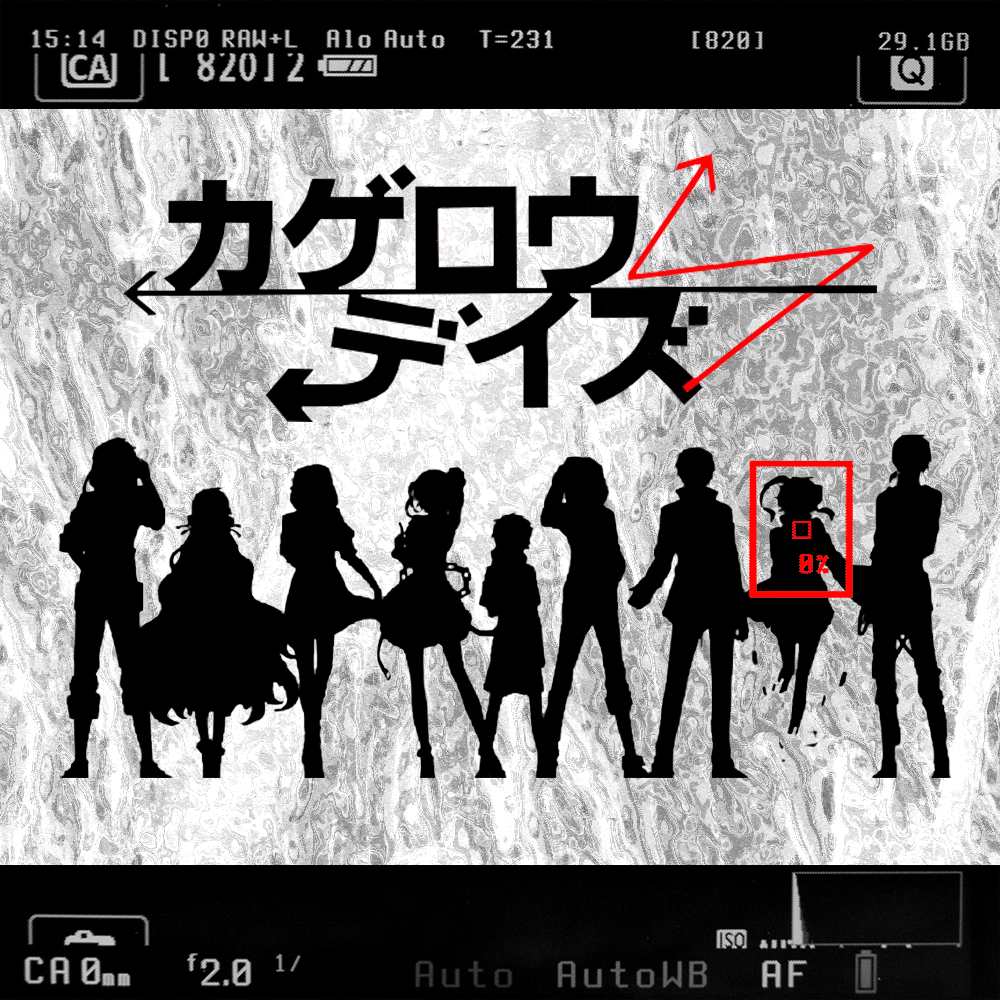 15:14 DISP0 RAW+L Alo Auto T=231 [820] 29.1GB
CA [ 820] 2 Q
カゲロウ
デイズ
0%
ISO
CA 0mm f2.0 1/ Auto AutoWB AF